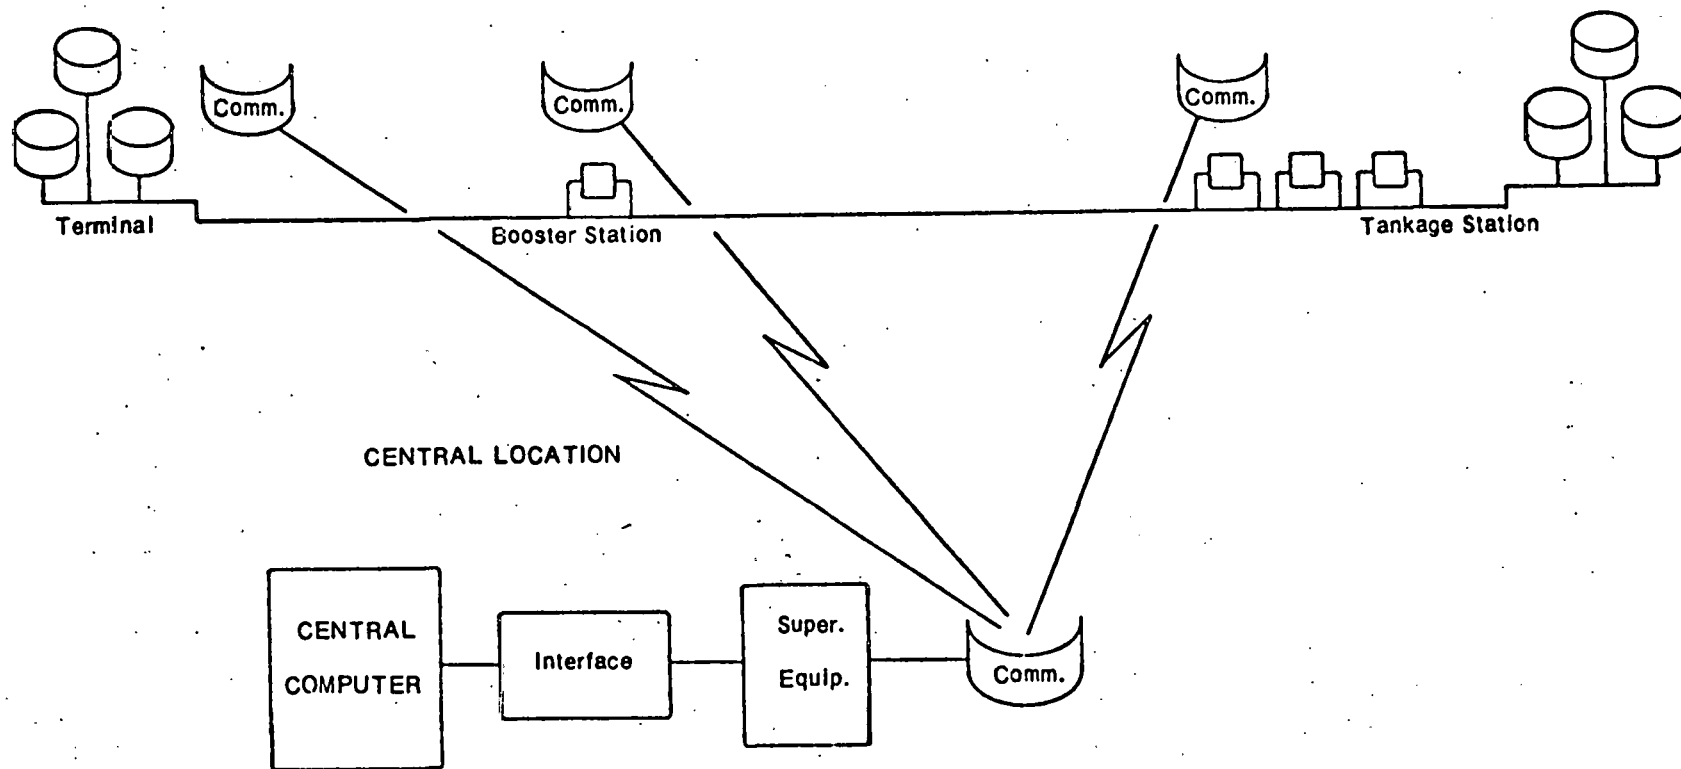 Comm.
Comm.
Comm.
Terminal
Booster Station
Tankage Station
CENTRAL LOCATION
CENTRAL
COMPUTER
Interface
Super.
Equip.
Comm.